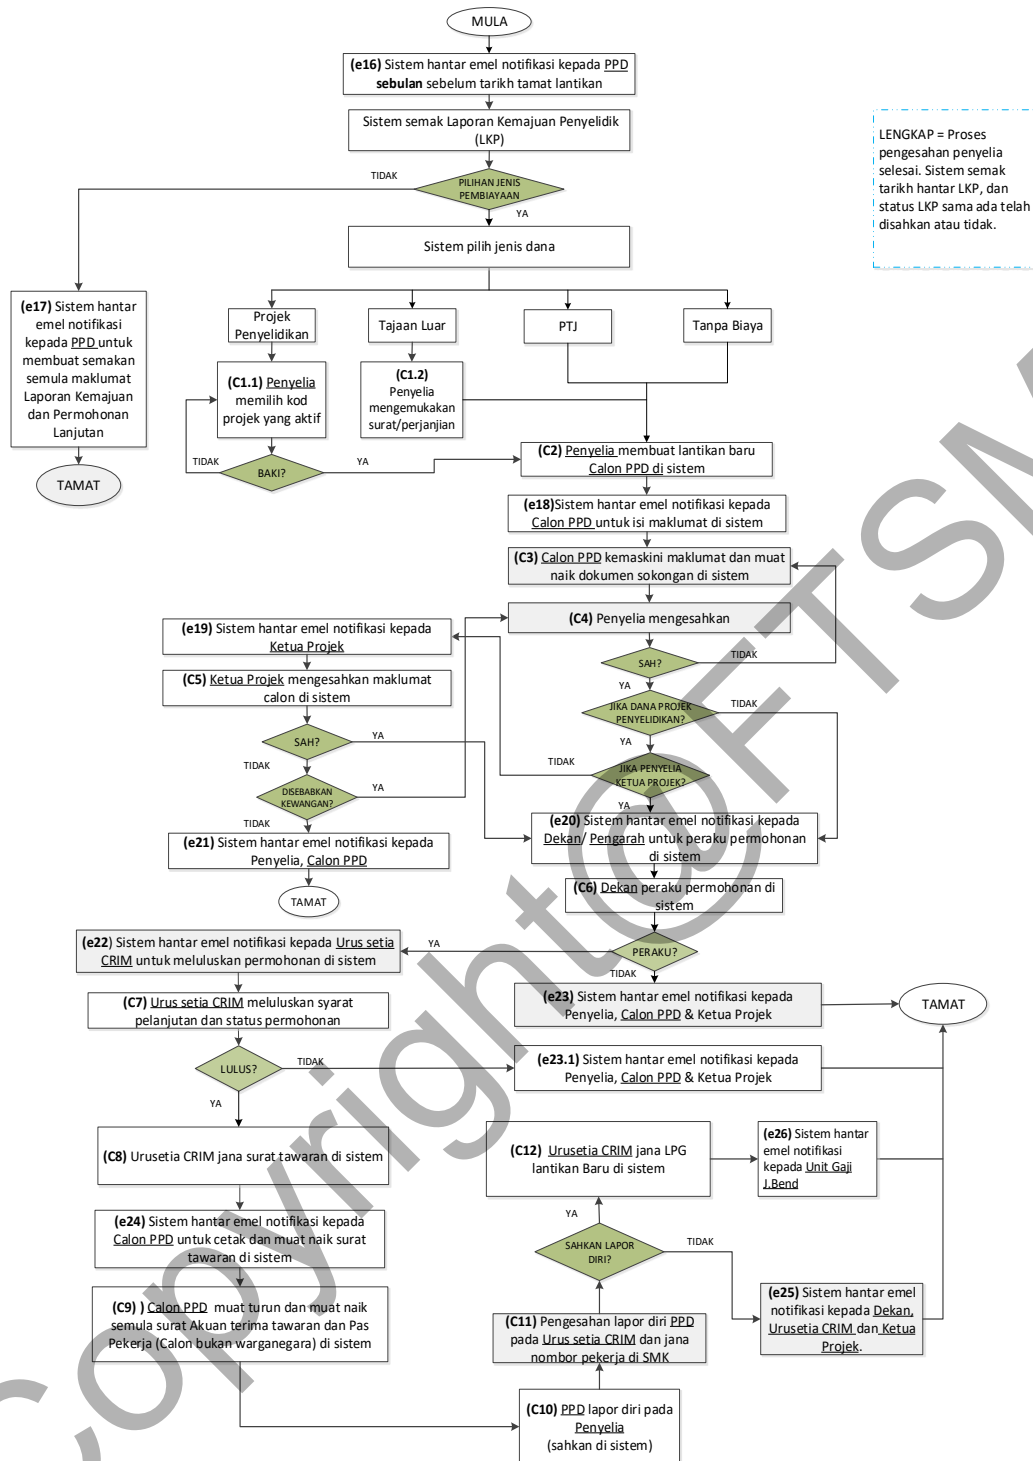 MULA
(e16) Sistem hantar emel notifikasi kepada PPD
sebulan sebelum tarikh tamat lantikan
Sistem semak Laporan Kemajuan Penyelidik
(LKP)
LENGKAP = Proses
pengesahan penyelia
selesai. Sistem semak
tarikh hantar LKP, dan
status LKP sama ada telah
disahkan atau tidak.
TIDAK
PILIHAN JENIS
PEMBIAYAAN
YA
Sistem pilih jenis dana
(e17) Sistem hantar
emel notifikasi
kepada PPD untuk
membuat semakan
semula maklumat
Laporan Kemajuan
dan Permohonan
Lanjutan
TAMAT
Projek
Penyelidikan
Tajaan Luar
PTJ
Tanpa Biaya
(C1.1) Penyelia
memilih kod
projek yang aktif
(C1.2)
Penyelia
mengemukakan
surat/perjanjian
TIDAK
BAKI?
YA
(C2) Penyelia membuat lantikan baru
Calon PPD di sistem
(e18)Sistem hantar emel notifikasi kepada
Calon PPD untuk isi maklumat di sistem
(C3) Calon PPD kemaskini maklumat dan muat
naik dokumen sokongan di sistem
(C4) Penyelia mengesahkan
SAH?
TIDAK
YA
JIKA DANA PROJEK
PENYELIDIKAN?
TIDAK
YA
JIKA PENYELIA
KETUA PROJEK?
TIDAK
YA
(e19) Sistem hantar emel notifikasi kepada
Ketua Projek
(C5) Ketua Projek mengesahkan maklumat
calon di sistem
SAH?
YA
TIDAK
DISEBABKAN
KEWANGAN?
YA
TIDAK
(e21) Sistem hantar emel notifikasi kepada
Penyelia, Calon PPD
TAMAT
(e20) Sistem hantar emel notifikasi kepada
Dekan/ Pengarah untuk peraku permohonan
di sistem
(C6) Dekan peraku permohonan di
sistem
PERAKU?
YA
TIDAK
(e22) Sistem hantar emel notifikasi kepada Urus setia
CRIM untuk meluluskan permohonan di sistem
(e23) Sistem hantar emel notifikasi kepada
Penyelia, Calon PPD & Ketua Projek
TAMAT
(C7) Urus setia CRIM meluluskan syarat
pelanjutan dan status permohonan
LULUS?
TIDAK
YA
(e23.1) Sistem hantar emel notifikasi kepada
Penyelia, Calon PPD & Ketua Projek
(C8) Urusetia CRIM jana surat tawaran di sistem
(e24) Sistem hantar emel notifikasi kepada
Calon PPD untuk cetak dan muat naik surat
tawaran di sistem
(C9) ) Calon PPD muat turun dan muat naik
semula surat Akuan terima tawaran dan Pas
Pekerja (Calon bukan warganegara) di sistem
(C10) PPD lapor diri pada
Penyelia
(sahkan di sistem)
(C11) Pengesahan lapor diri PPD
pada Urus setia CRIM dan jana
nombor pekerja di SMK
SAHKAN LAPOR
DIRI?
YA
TIDAK
(C12) Urusetia CRIM jana LPG
lantikan Baru di sistem
(e26) Sistem hantar
emel notifikasi
kepada Unit Gaji
J.Bend
(e25) Sistem hantar emel
notifikasi kepada Dekan,
Urusetia CRIM dan Ketua
Projek.
Copyright@FTSM